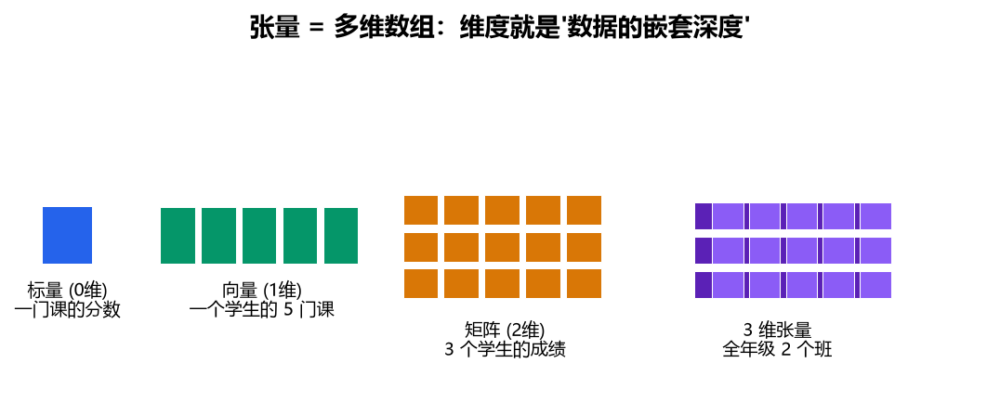 张量 = 多维数组：维度就是'数据的嵌套深度'
标量 (0维)
一门课的分数
向量 (1维)
一个学生的 5 门课
矩阵 (2维)
3 个学生的成绩
3 维张量
全年级 2 个班